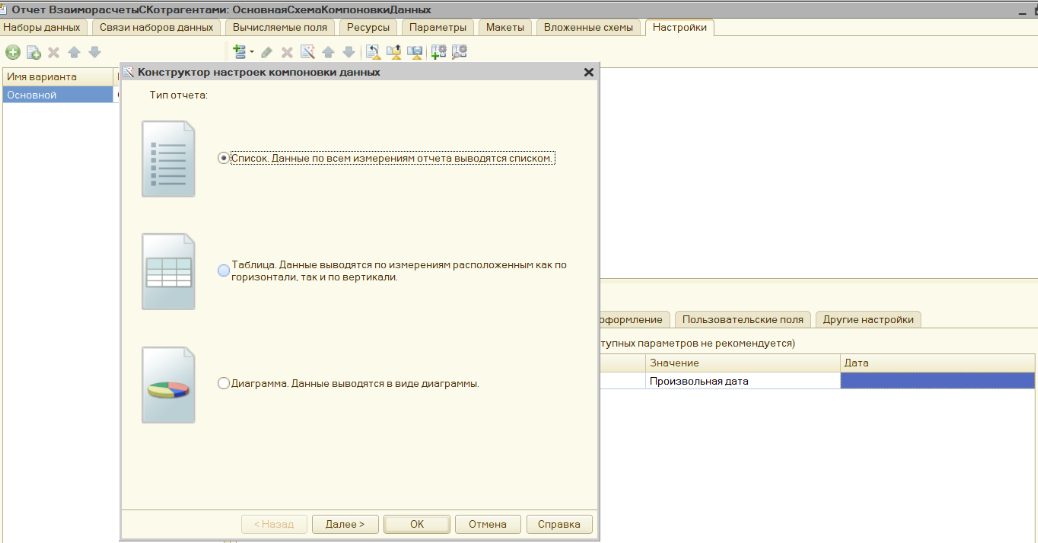 Отчет ВзаиморасчетыСКотрагентами: ОсновнаяСхемаКомпоновкиДанных
Наборы данных Связи наборов данных Вычисляемые поля Ресурсы Параметры Макеты Вложенные схемы Настройки
Имя варианта
Основной
Конструктор настроек компоновки данных
Тип отчета:
Список. Данные по всем измерениям отчета выводятся списком.
Таблица. Данные выводятся по измерениям расположенным как по
горизонтали, так и по вертикали.
Диаграмма. Данные выводятся в виде диаграммы.
< Назад Далее > OK Отмена Справка
оформление Пользовательские поля Другие настройки
ступных параметров не рекомендуется)
Значение Дата
Произвольная дата